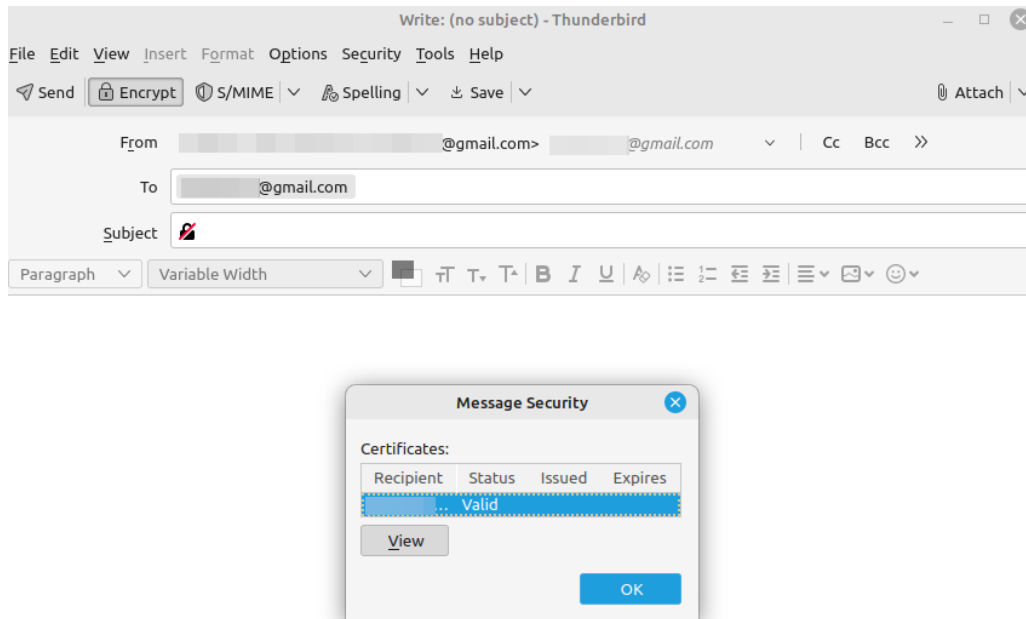 Write: (no subject) - Thunderbird
File Edit View Insert Format Options Security Tools Help
Send Encrypt S/MIME Spelling Save Attach
From @gmail.com> @gmail.com Cc Bcc
To @gmail.com
Subject
Paragraph Variable Width
Message Security
Certificates:
Recipient Status Issued Expires
... Valid
View
OK